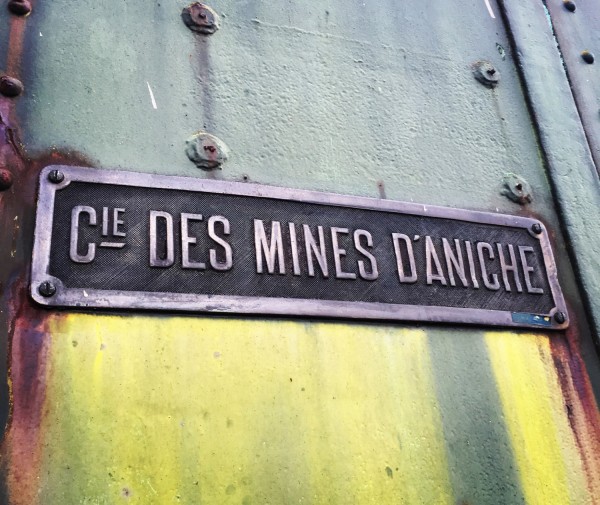 CIE DES MINES D'ANICHE